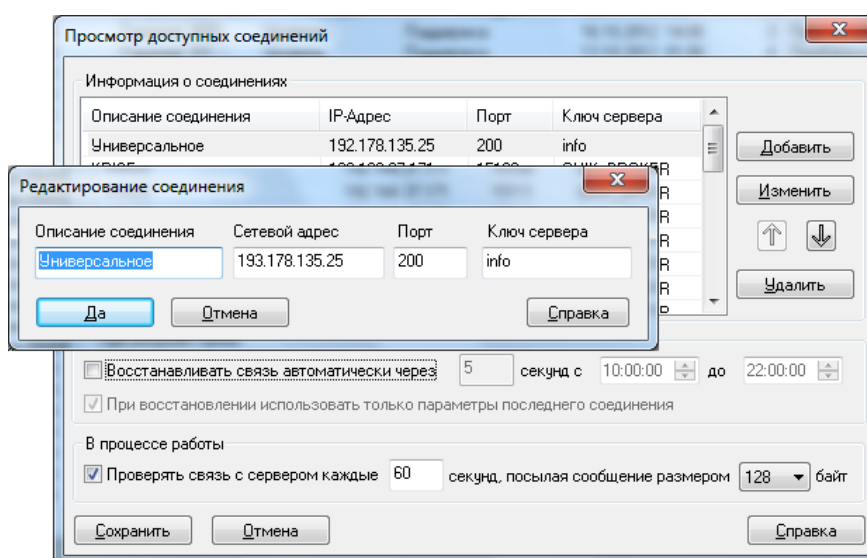 Просмотр доступных соединений
Информация о соединениях
Описание соединения IP-Адрес Порт Ключ сервера
Универсальное 192.178.135.25 200 info
Добавить
Редактирование соединения
Изменить
Описание соединения Сетевой адрес Порт Ключ сервера
Универсальное 193.178.135.25 200 info
Удалить
Да Отмена Справка
Восстанавливать связь автоматически через 5 секунд с 10:00:00 до 22:00:00
При восстановлении использовать только параметры последнего соединения
В процессе работы
Проверять связь с сервером каждые 60 секунд, посылая сообщение размером 128 байт
Сохранить Отмена Справка